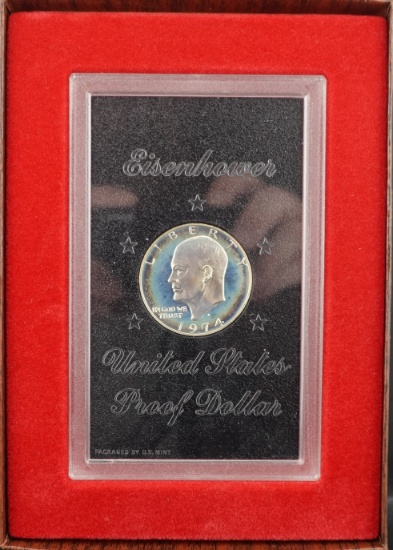 Eisenhower
LIBERTY
IN GOD WE
TRUST
1974
United States
Proof Dollar
PACKAGED BY U.S. MINT